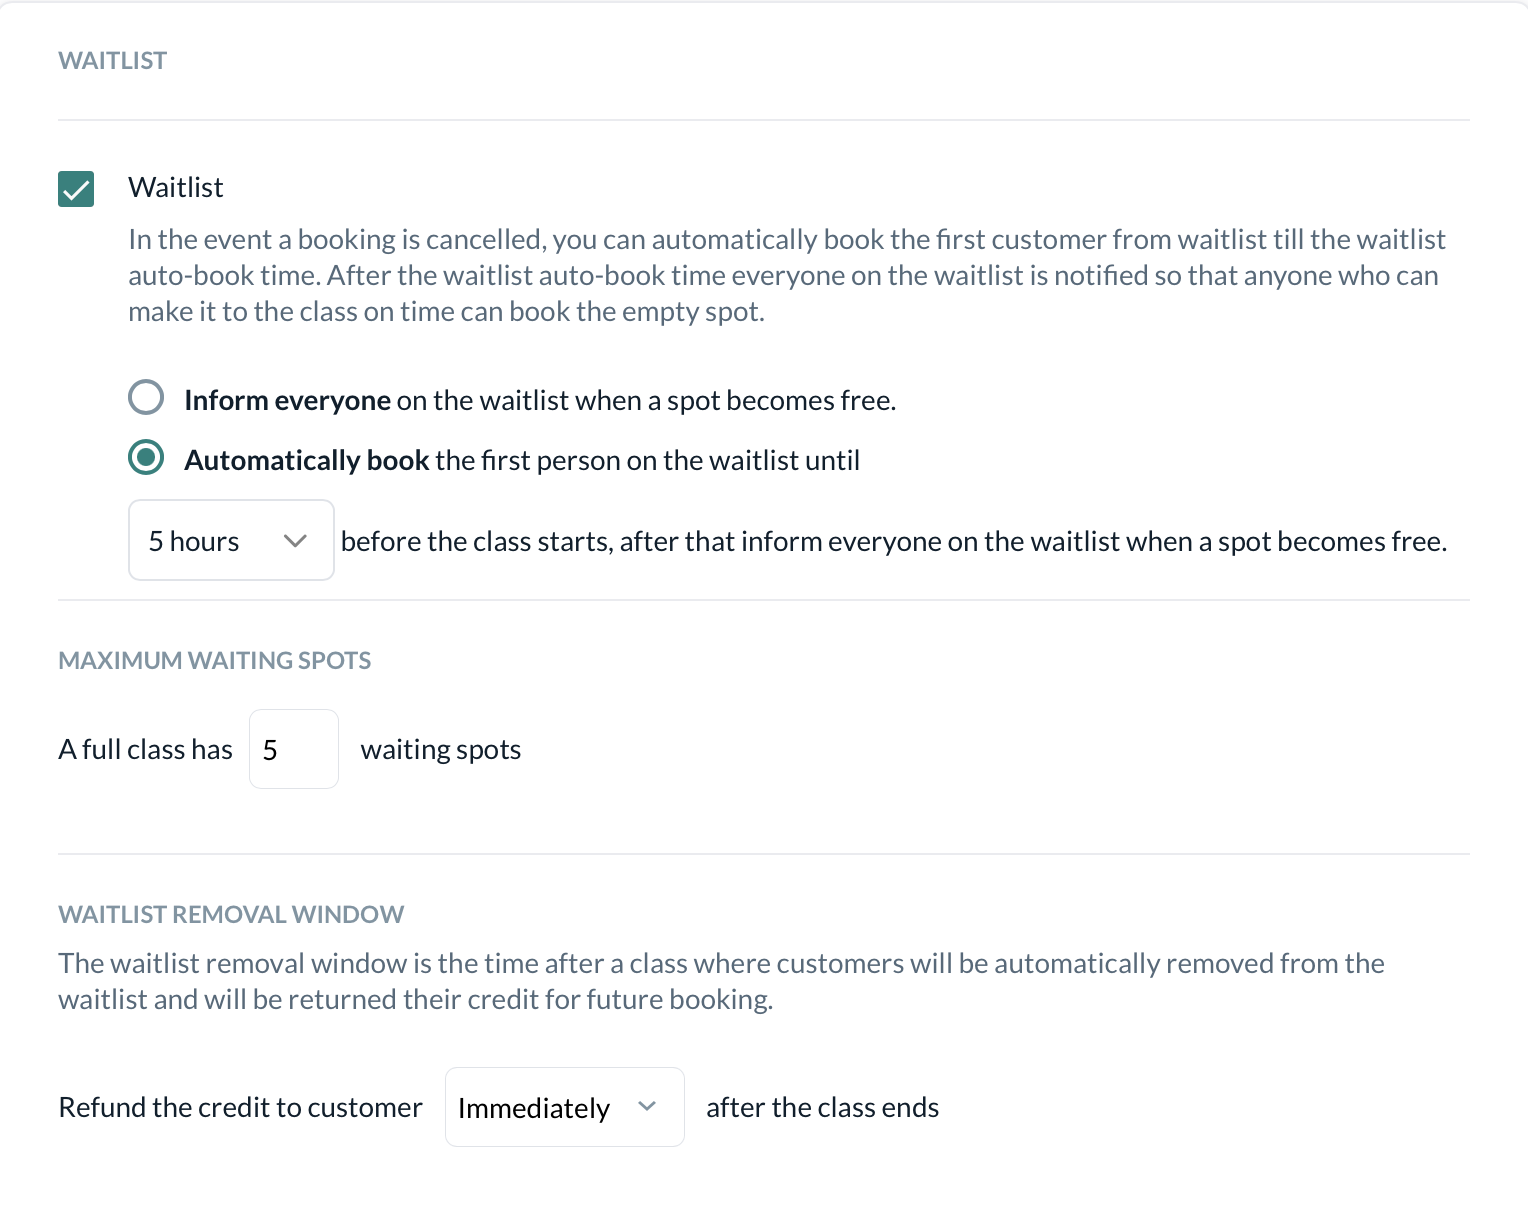 WAITLIST
Waitlist
In the event a booking is cancelled, you can automatically book the first customer from waitlist till the waitlist
auto-book time. After the waitlist auto-book time everyone on the waitlist is notified so that anyone who can
make it to the class on time can book the empty spot.
Inform everyone on the waitlist when a spot becomes free.
Automatically book the first person on the waitlist until
5 hours before the class starts, after that inform everyone on the waitlist when a spot becomes free.
MAXIMUM WAITING SPOTS
A full class has 5 waiting spots
WAITLIST REMOVAL WINDOW
The waitlist removal window is the time after a class where customers will be automatically removed from the
waitlist and will be returned their credit for future booking.
Refund the credit to customer Immediately after the class ends